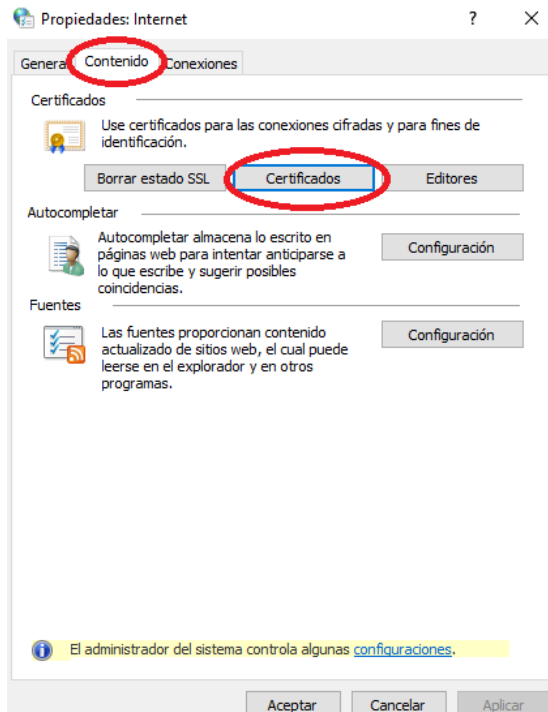 Propiedades: Internet
General Contenido Conexiones
Certificados
Use certificados para las conexiones cifradas y para fines de
identificación.
Borrar estado SSL Certificados Editores
Autocompletar
Autocompletar almacena lo escrito en
páginas web para intentar anticiparse a
lo que escribe y sugerir posibles
coincidencias.
Configuración
Fuentes
Las fuentes proporcionan contenido
actualizado de sitios web, el cual puede
leerse en el explorador y en otros
programas.
Configuración
El administrador del sistema controla algunas configuraciones.
Aceptar Cancelar Aplicar